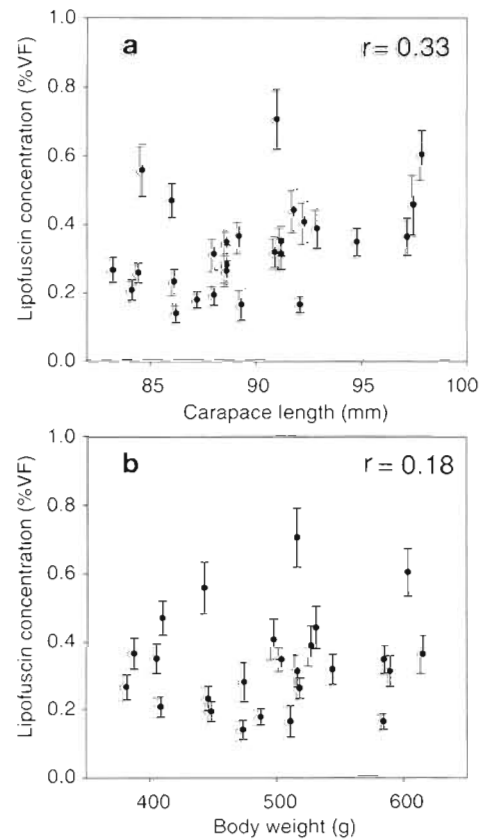 1.0
a
r = 0.33
0.8
0.6
0.4
0.2
0.0
Lipofuscin concentration (%VF)
85
90
95
100
Carapace length (mm)
1.0
b
r = 0.18
0.8
0.6
0.4
0.2
0.0
Lipofuscin concentration (%VF)
400
500
600
Body weight (g)